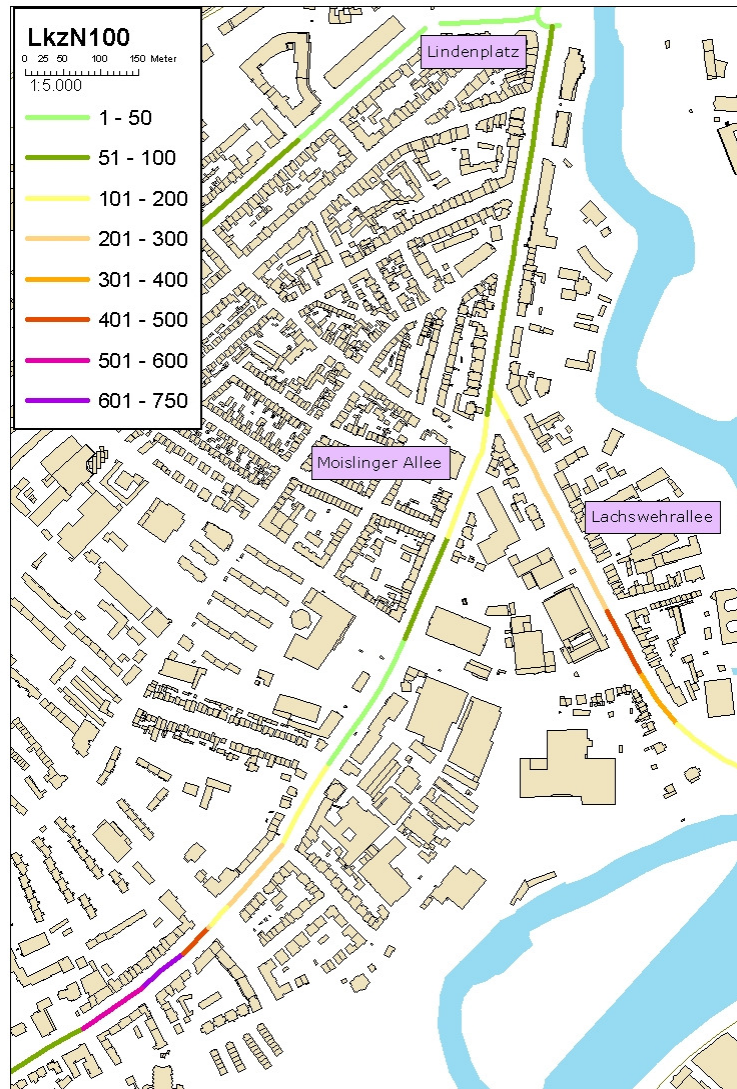 LkzN100
0 25 50 100 150 Meter
1:5.000
1 - 50
51 - 100
101 - 200
201 - 300
301 - 400
401 - 500
501 - 600
601 - 750
Lindenplatz
Moislinger Allee
Lachswehrallee